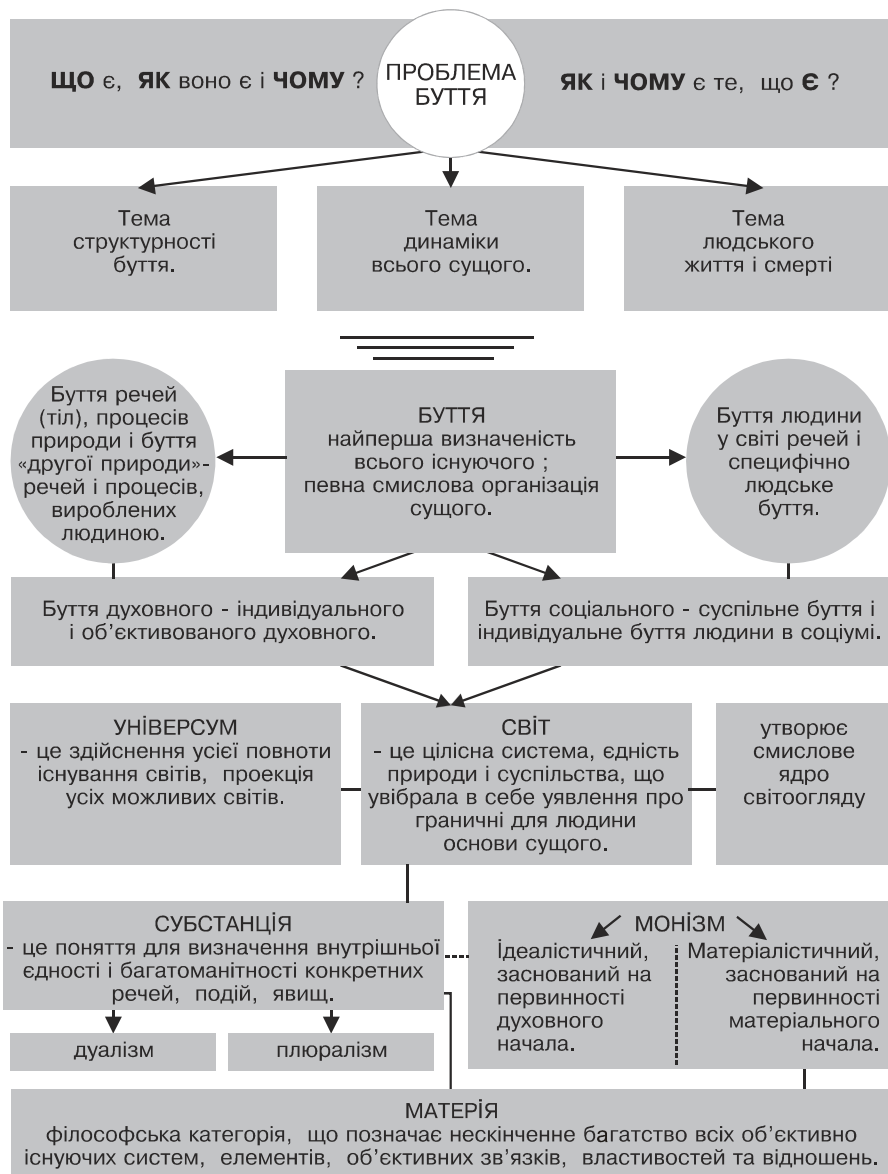 ЩО є, ЯК воно є і ЧОМУ ?
ПРОБЛЕМА
БУТТЯ
ЯК і ЧОМУ є те, що Є ?
Тема
структурності
буття.
Тема
динаміки
всього сущого.
Тема
людського
життя і смерті
Буття речей
(тіл), процесів
природи і буття
«другої природи»-
речей і процесів,
вироблених
людиною.
БУТТЯ
найперша визначеність
всього існуючого ;
певна смислова організація
сущого.
Буття людини
у світі речей і
специфічно
людське
буття.
Буття духовного - індивідуального
і об’єктивованого духовного.
Буття соціального - суспільне буття і
індивідуальне буття людини в соціумі.
УНІВЕРСУМ
- це здійснення усієї повноти
існування світів, проекція
усіх можливих світів.
СВІТ
- це цілісна система, єдність
природи і суспільства, що
увібрала в себе уявлення про
граничні для людини
основи сущого.
утворює
смислове
ядро
світоогляду
СУБСТАНЦІЯ
- це поняття для визначення внутрішньої
єдності і багатоманітності конкретних
речей, подій, явищ.
дуалізм
плюралізм
МОНІЗМ
Ідеалістичний,
заснований на
первинності
духовного
начала.
Матеріалістичний,
заснований на
первинності
матеріального
начала.
МАТЕРІЯ
філософська категорія, що позначає нескінченне багатство всіх об’єктивно
існуючих систем, елементів, об’єктивних зв’язків, властивостей та відношень.